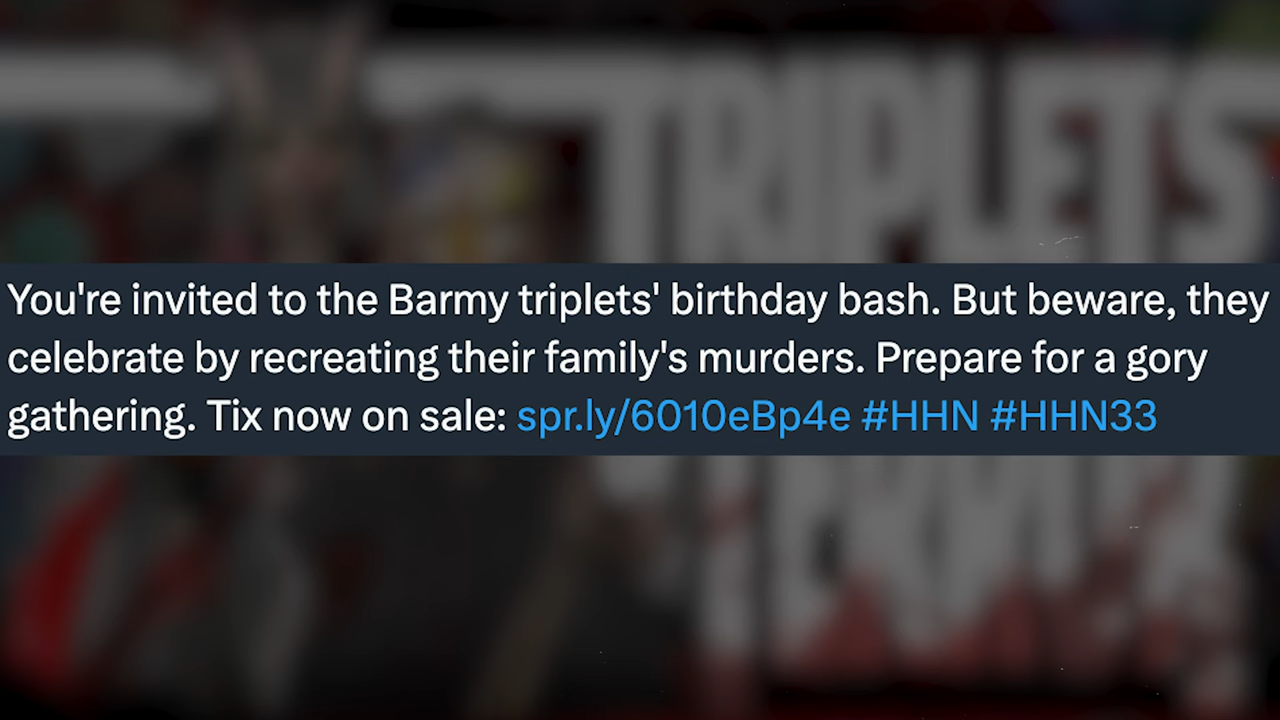 TRIPLETS
You're invited to the Barmy triplets' birthday bash. But beware, they
celebrate by recreating their family's murders. Prepare for a gory
gathering. Tix now on sale: spr.ly/6010eBp4e #HHN #HHN33